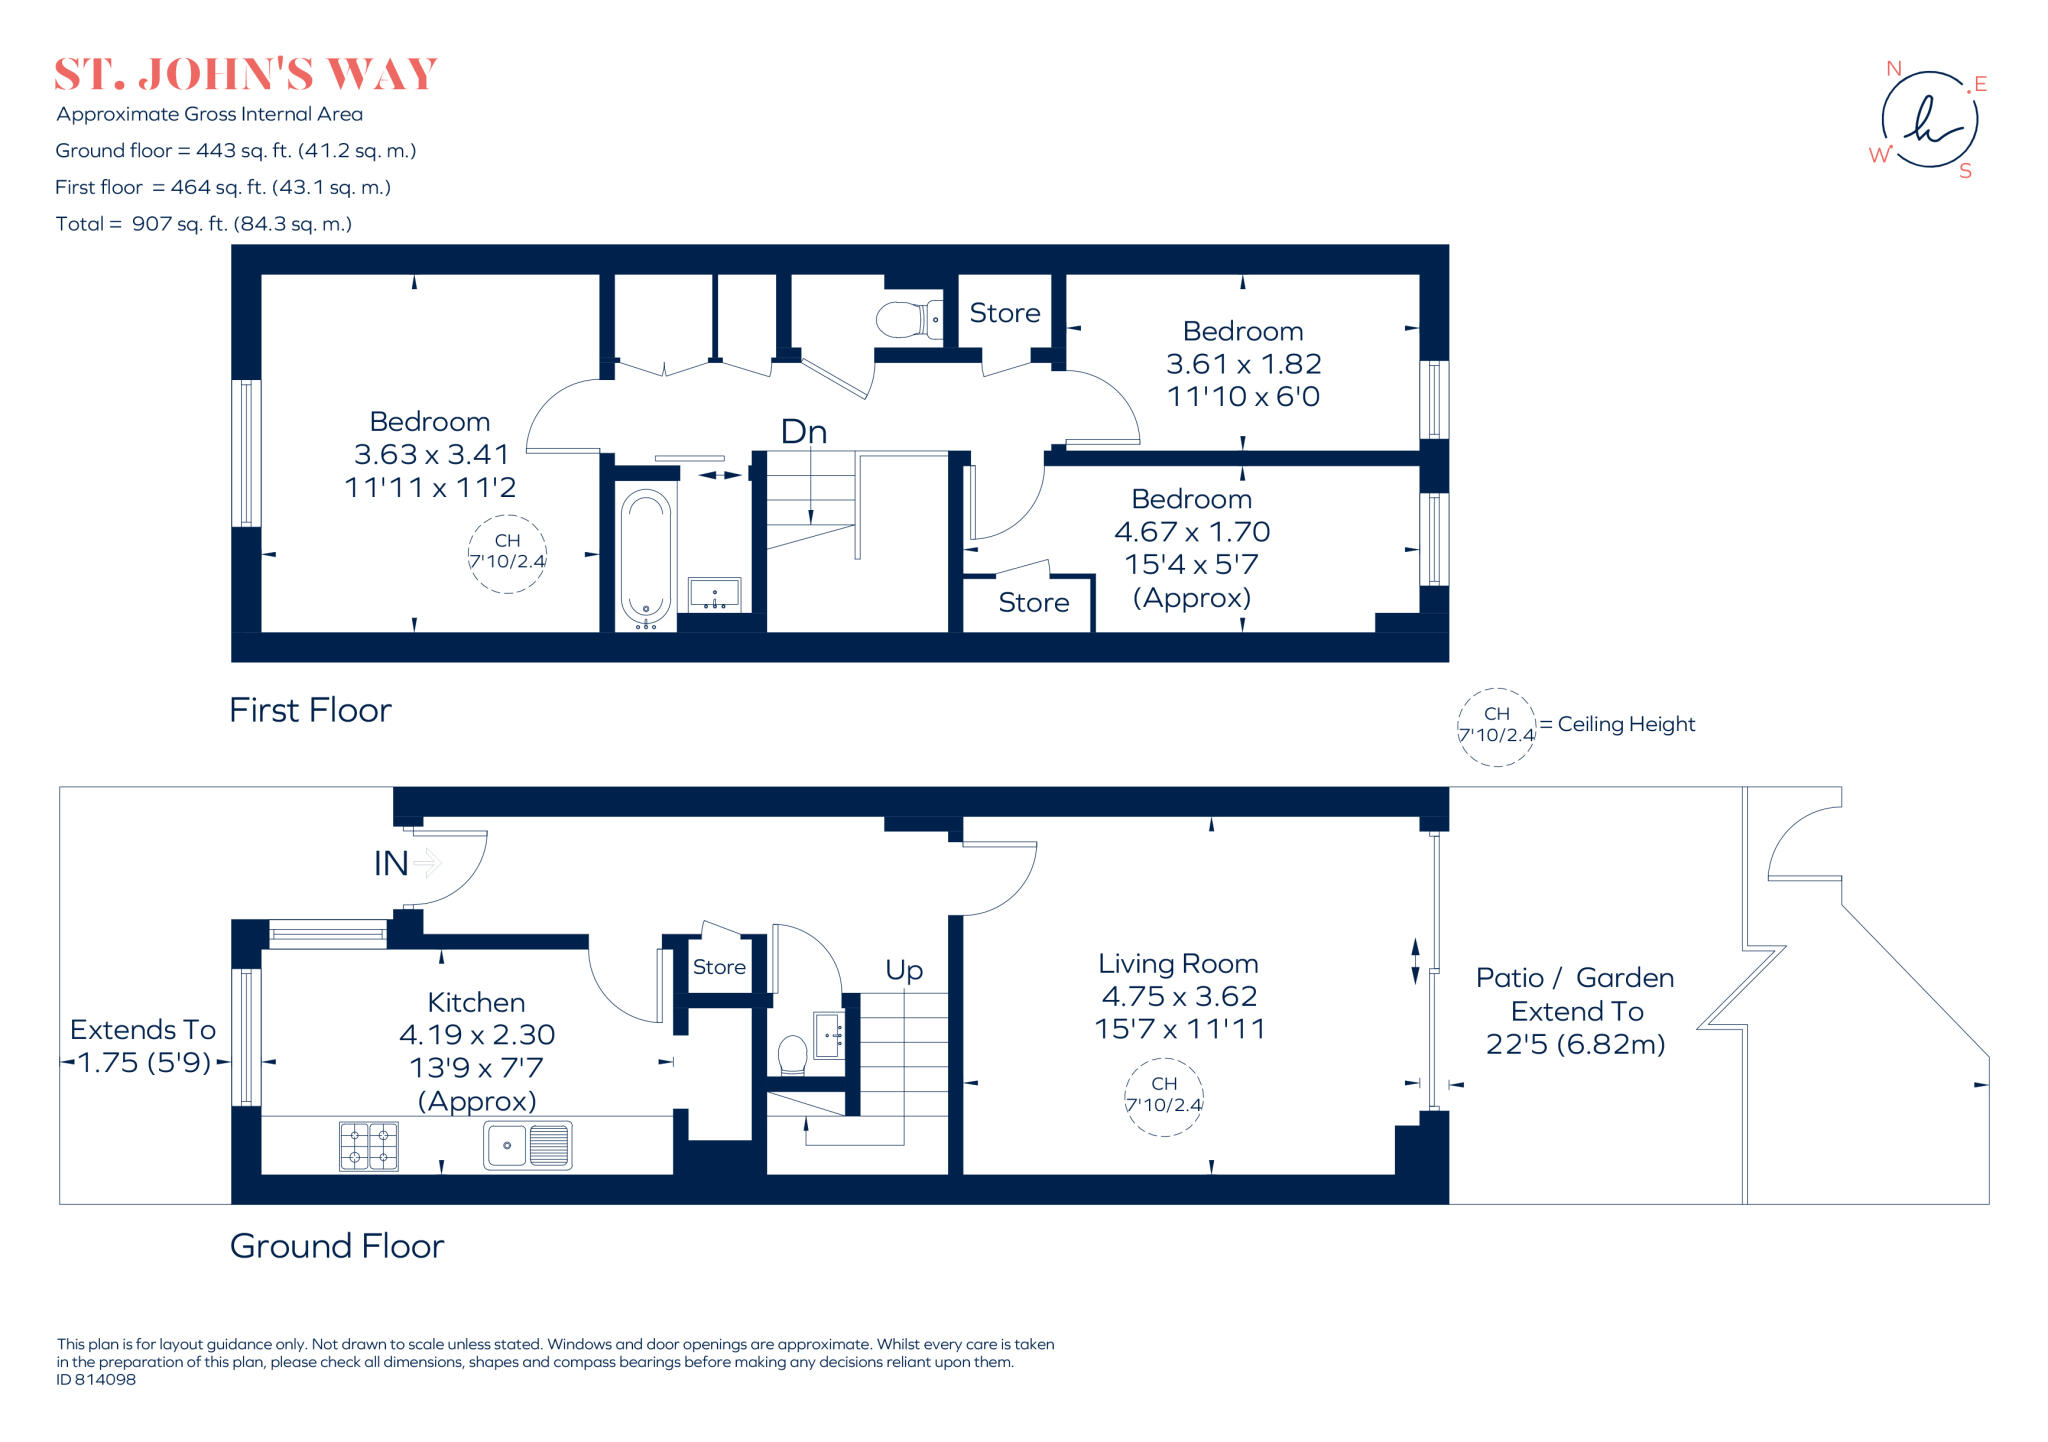 ST. JOHN'S WAY
Approximate Gross Internal Area
Ground floor = 443 sq. ft. (41.2 sq. m.)
First floor = 464 sq. ft. (43.1 sq. m.)
Total = 907 sq. ft. (84.3 sq. m.)
N
E
W
S
Store
Bedroom
3.61 x 1.82
11'10 x 6'0
Bedroom
3.63 x 3.41
11'11 x 11'2
CH
7'10/2.4
Dn
Bedroom
4.67 x 1.70
15'4 x 5'7
(Approx)
Store
First Floor
CH
7'10/2.4
= Ceiling Height
IN
Extends To
1.75 (5'9)
Kitchen
4.19 x 2.30
13'9 x 7'7
(Approx)
Store
Up
Living Room
4.75 x 3.62
15'7 x 11'11
CH
7'10/2.4
Patio / Garden
Extend To
22'5 (6.82m)
Ground Floor
This plan is for layout guidance only. Not drawn to scale unless stated. Windows and door openings are approximate. Whilst every care is taken
in the preparation of this plan, please check all dimensions, shapes and compass bearings before making any decisions reliant upon them.
ID 814098